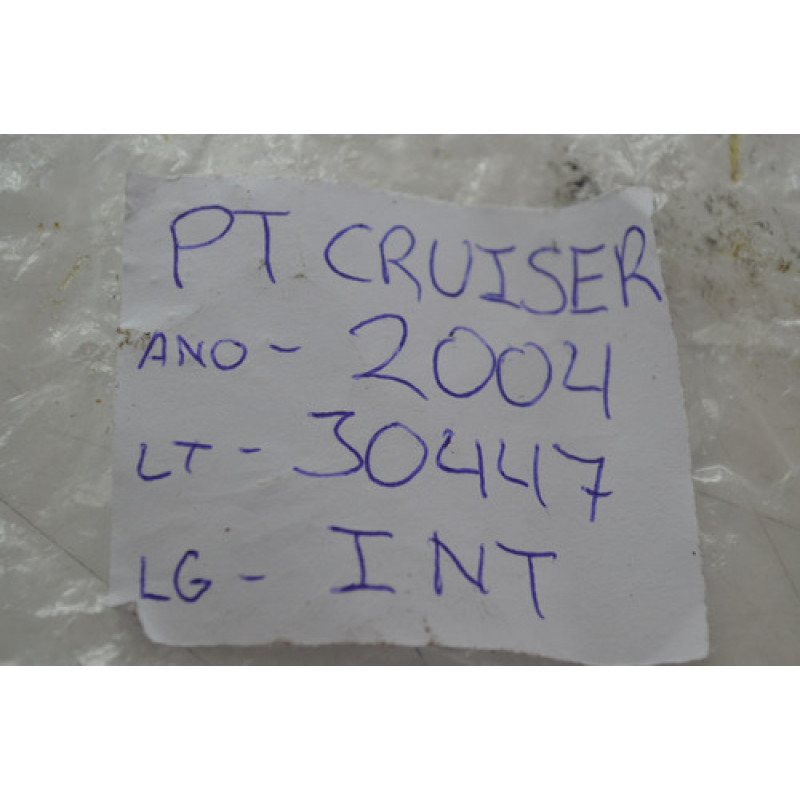 PT CRUISER
ANO - 2004
LT - 30447
LG - INT